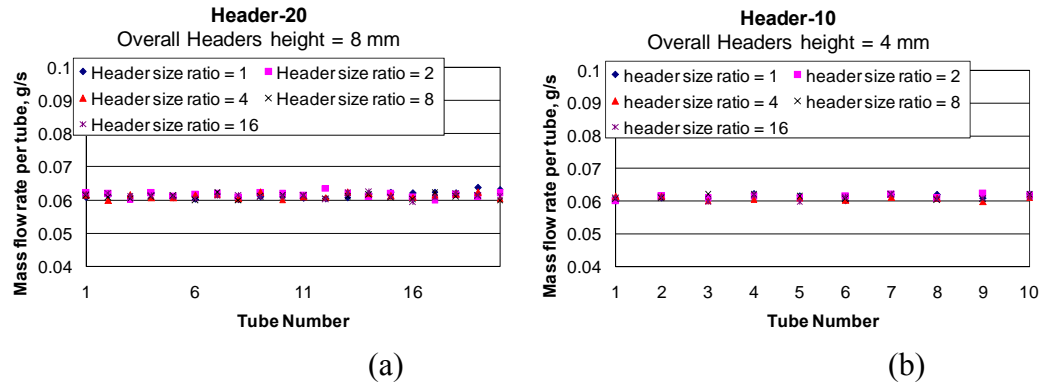 Header-20
Overall Headers height = 8 mm
Mass flow rate per tube, g/s
0.1
0.09
0.08
0.07
0.06
0.05
0.04
Header size ratio = 1
Header size ratio = 2
Header size ratio = 4
Header size ratio = 8
Header size ratio = 16
1 6 11 16
Tube Number
(a)
Header-10
Overall Headers height = 4 mm
Mass flow rate per tube, g/s
0.1
0.09
0.08
0.07
0.06
0.05
0.04
header size ratio = 1
header size ratio = 2
header size ratio = 4
header size ratio = 8
header size ratio = 16
1 2 3 4 5 6 7 8 9 10
Tube Number
(b)